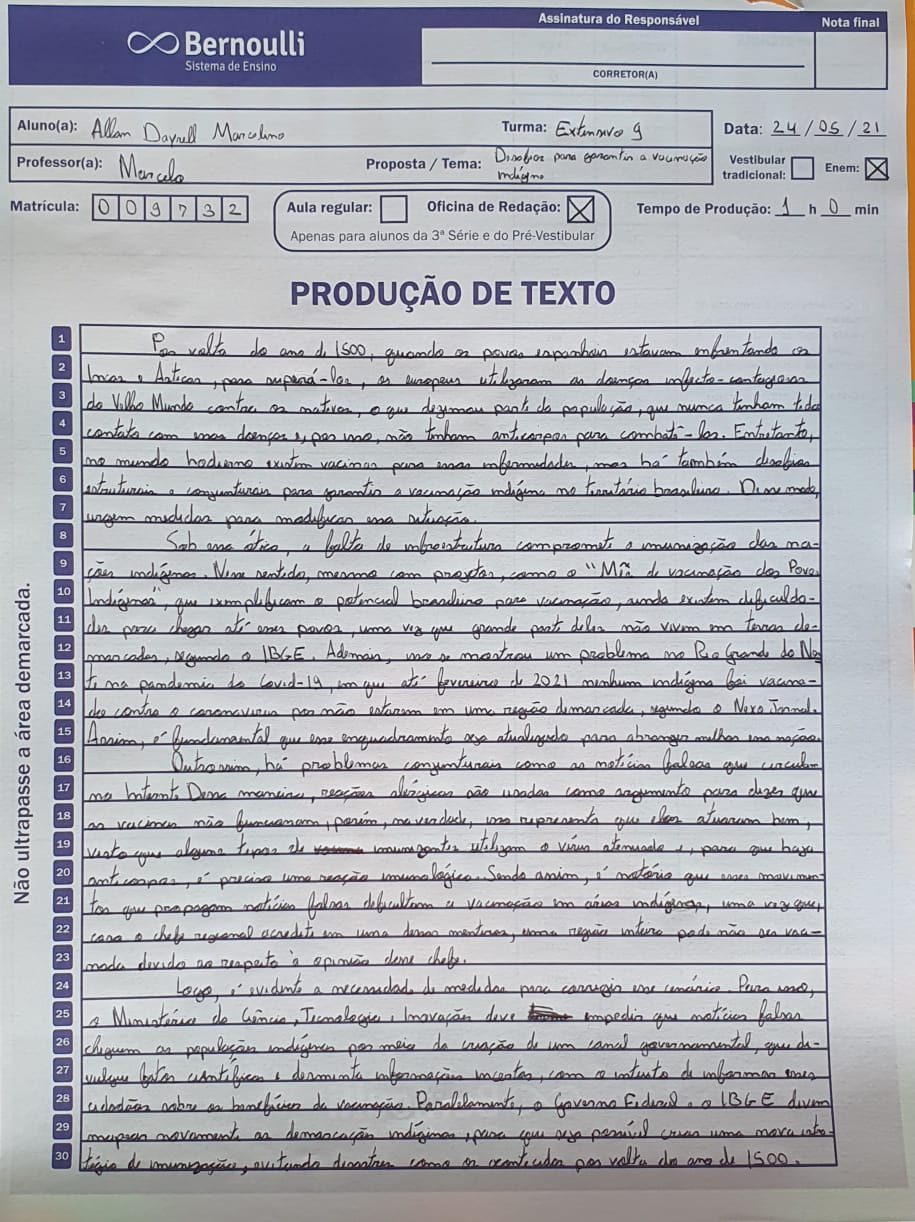 Assinatura do Responsável
Nota final
Bernoulli
Sistema de Ensino
CORRETOR(A)
Aluno(a): Allan Dayrell Marcolino
Turma: Extensivo 9
Data: 24/05/21
Professor(a): Marcelo
Proposta / Tema: Desafios para garantir a vacinação indígena
Vestibular tradicional:
Enem: X
Matrícula: 009732
Aula regular:
Oficina de Redação: X
Tempo de Produção: 1 h 0 min
Apenas para alunos da 3ª Série e do Pré-Vestibular
PRODUÇÃO DE TEXTO
Não ultrapasse a área demarcada.
1 Por volta do ano de 1500, quando os povos espanhois estavam enfrentando os
2 Incas e Astecas, para superá-los, os europeus utilizaram as doenças infecto-contagiosas
3 do Velho Mundo contra os nativos, o que dezimou parte da população, que nunca tinham tido
4 contato com essas doenças e, por isso, não tinham anticorpos para combatê-las. Entretanto,
5 no mundo hodierno existem vacinas para essas enfermidades, mas há também desafios
6 estruturais e conjunturais para garantir a vacinação indígena no território brasileiro. Desse modo,
7 urgem medidas para modificar essa situação.
8 Sob essa ótica, a falta de infraestrutura compromete a imunização das na-
9 ções indígenas. Nesse sentido, mesmo com projetos, como o "Mês de vacinação dos Povos
10 Indígenas", que exemplificam o potencial brasileiro para vacinação, ainda existem dificulda-
11 des para chegar até esses povos, uma vez que grande parte deles não vivem em terras de-
12 marcadas, segundo o IBGE. Ademais, isso se mostrou um problema no Rio Grande do Nor-
13 te na pandemia da Covid-19, em que até fevereiro de 2021 nenhum indígena foi vacina-
14 do contra o coronavírus por não estarem em uma região demarcada, segundo o Nexo Jornal.
15 Assim, é fundamental que esse enquadramento seja atualizado para abranger melhor essa nação.
16 Outrossim, há problemas conjunturais como as notícias falsas que circulam
17 na Internet. Dessa maneira, reações alérgicas são usadas como argumento para dizer que
18 as vacinas não funcionam, porém, na verdade, isso representa que elas atuaram bem,
19 visto que alguns tipos de imunizantes utilizam o vírus atenuado e, para que haja
20 anticorpos, é preciso uma reação imunológica. Sendo assim, é notório que esses movimen-
21 tos que propagam notícias falsas dificultem a vacinação em áreas indígenas, uma vez que,
22 caso o chefe regional acredite em uma dessas mentiras, uma região inteira pode não ser vaci-
23 nada devido ao respeito à opinião desse chefe.
24 Logo, é evidente a necessidade de medidas para corrigir esse cenário. Para isso,
25 o Ministério da Ciência, Tecnologia e Inovação deve impedir que notícias falsas
26 cheguem as população indígenas por meio da criação de um canal governamental, que di-
27 vulgue fatos científicos e desminta informações incertas, com o intuito de informar esses
28 cidadãos sobre os benefícios da vacinação. Paralelamente, o Governo Federal e o IBGE devem
29 mapear novamente as demarcação indígenas, para que seja possível criar uma nova estra-
30 tégia de imunização, evitando desastres como os acontecidos por volta do ano de 1500.